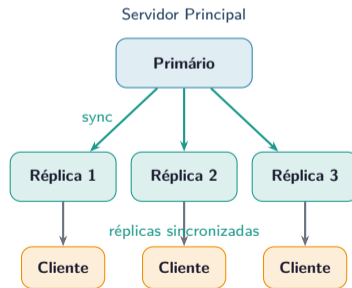 Servidor Principal
Primário
sync
Réplica 1
Réplica 2
Réplica 3
réplicas sincronizadas
Cliente
Cliente
Cliente